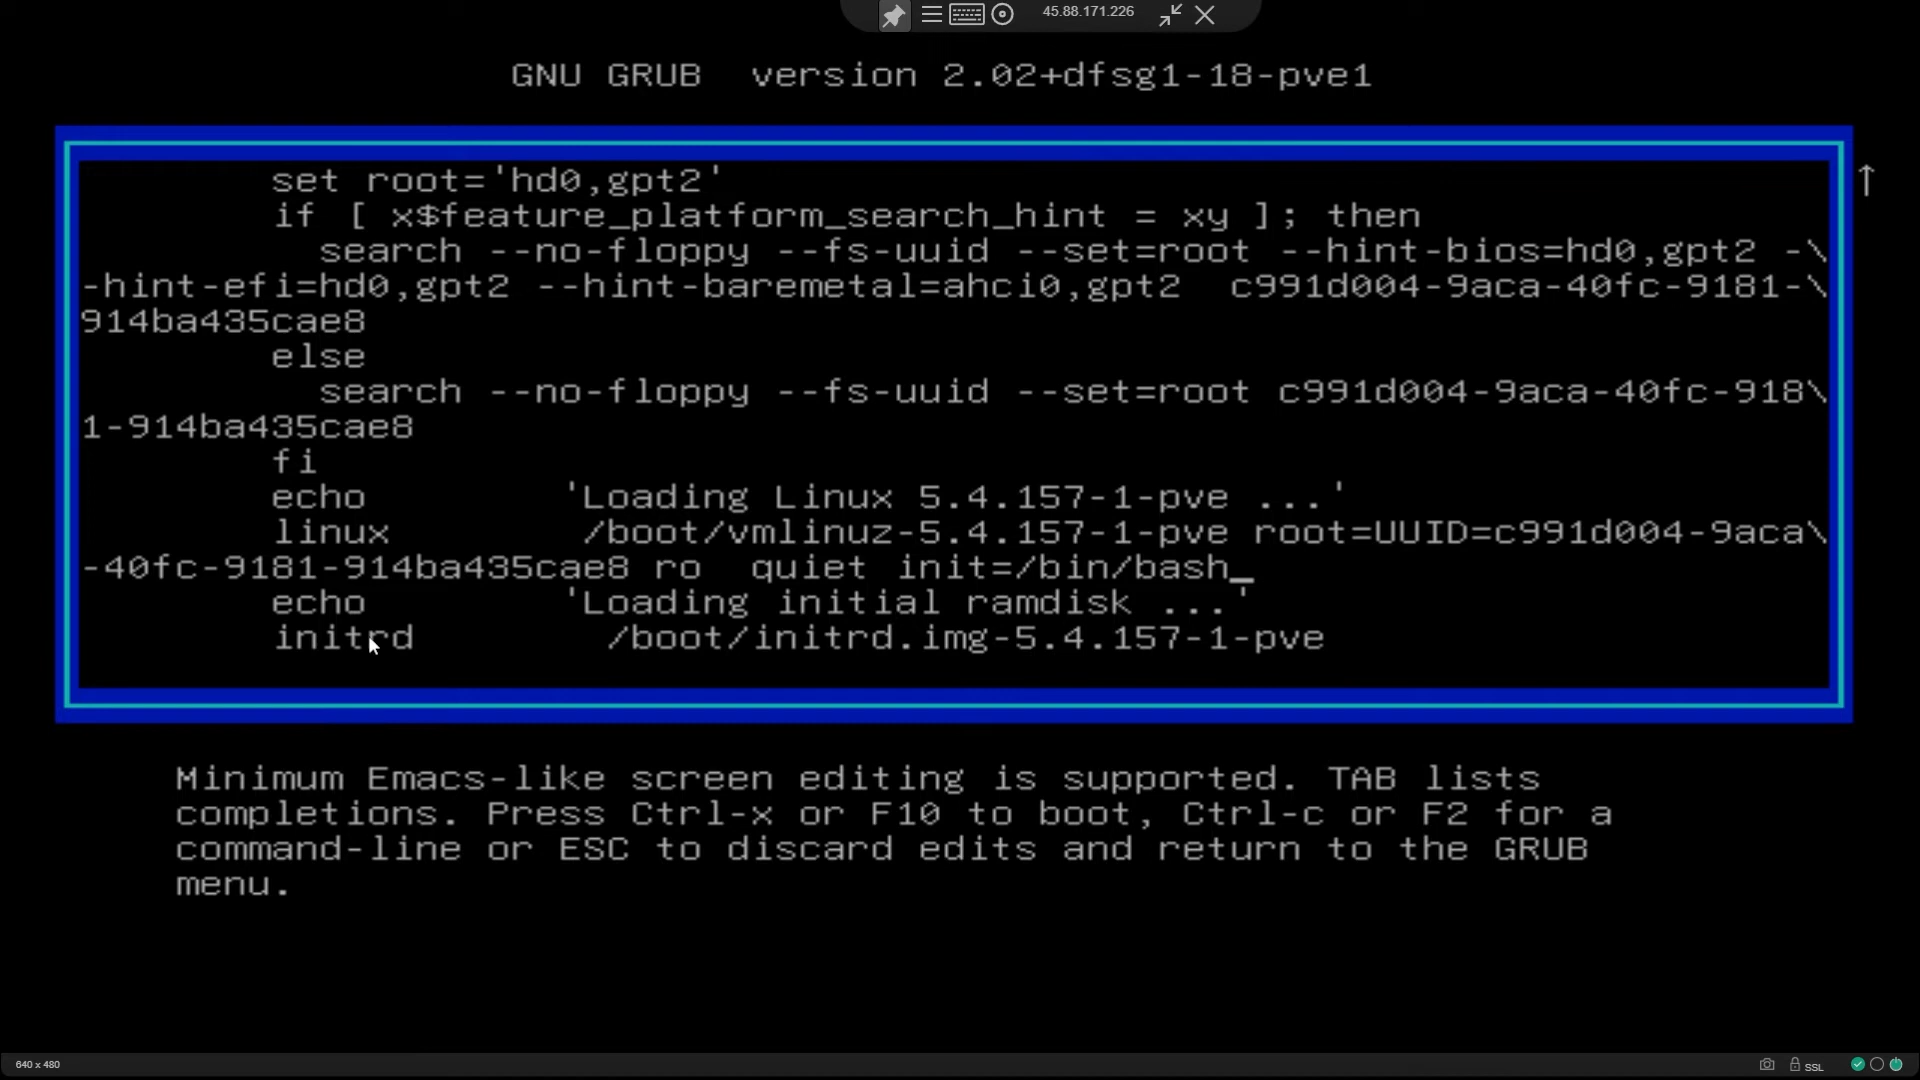 45.88.171.226
GNU GRUB  version 2.02+dfsg1-18-pve1
set root='hd0,gpt2'
if [ x$feature_platform_search_hint = xy ]; then
search --no-floppy --fs-uuid --set=root --hint-bios=hd0,gpt2 -\
-hint-efi=hd0,gpt2 --hint-baremetal=ahci0,gpt2  c991d004-9aca-40fc-9181-\
914ba435cae8
else
search --no-floppy --fs-uuid --set=root c991d004-9aca-40fc-918\
1-914ba435cae8
fi
echo 'Loading Linux 5.4.157-1-pve ...'
linux /boot/vmlinuz-5.4.157-1-pve root=UUID=c991d004-9aca\
-40fc-9181-914ba435cae8 ro  quiet init=/bin/bash_
echo 'Loading initial ramdisk ...'
initrd /boot/initrd.img-5.4.157-1-pve
Minimum Emacs-like screen editing is supported. TAB lists
completions. Press Ctrl-x or F10 to boot, Ctrl-c or F2 for a
command-line or ESC to discard edits and return to the GRUB
menu.
640 x 480
SSL